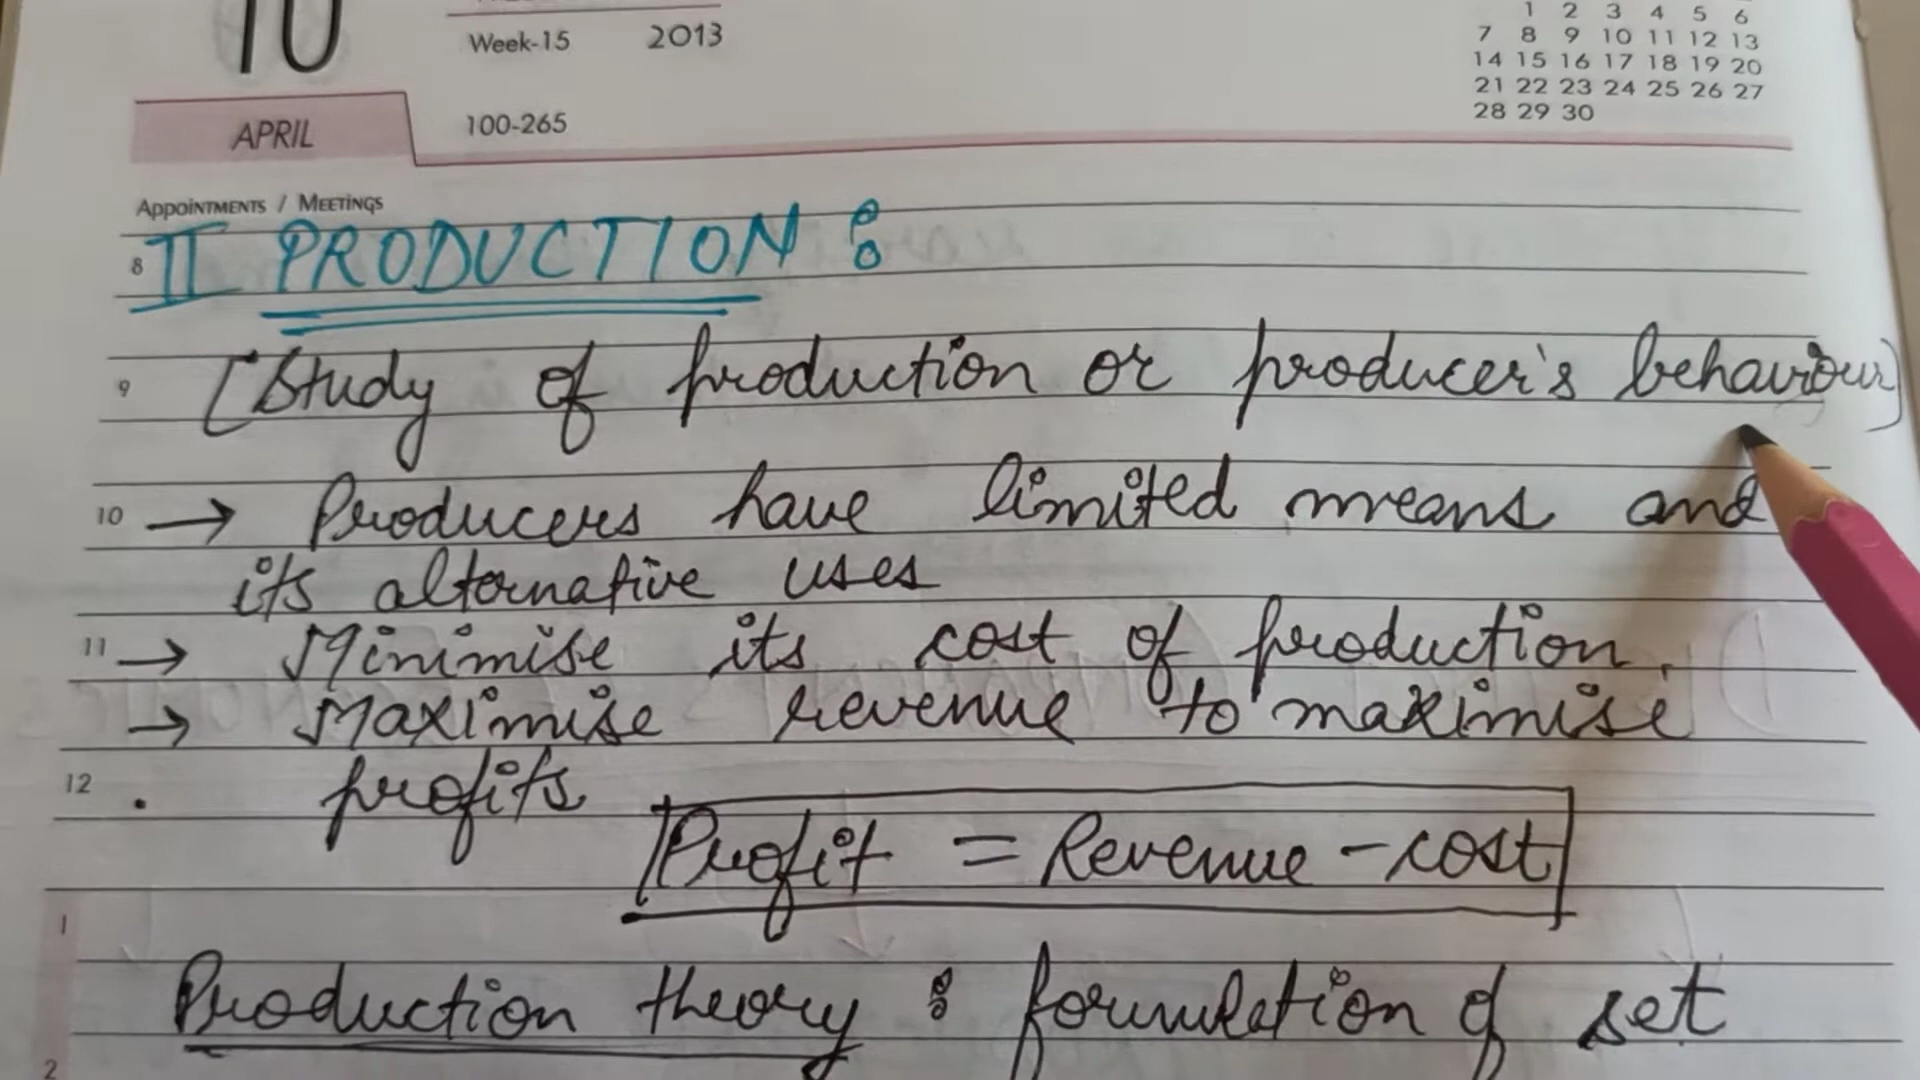 10
Week-15 2013
1 2 3 4 5 6
7 8 9 10 11 12 13
14 15 16 17 18 19 20
21 22 23 24 25 26 27
28 29 30
APRIL 100-265
Appointments / Meetings
8 II PRODUCTION :
9 [Study of production or producer's behaviour]
10 → Producers have limited means and
its alternative uses
11 → Minimise its cost of production.
→ Maximise revenue to maximise
12 . profits
Profit = Revenue - cost
1
Production theory : formulation of set
2